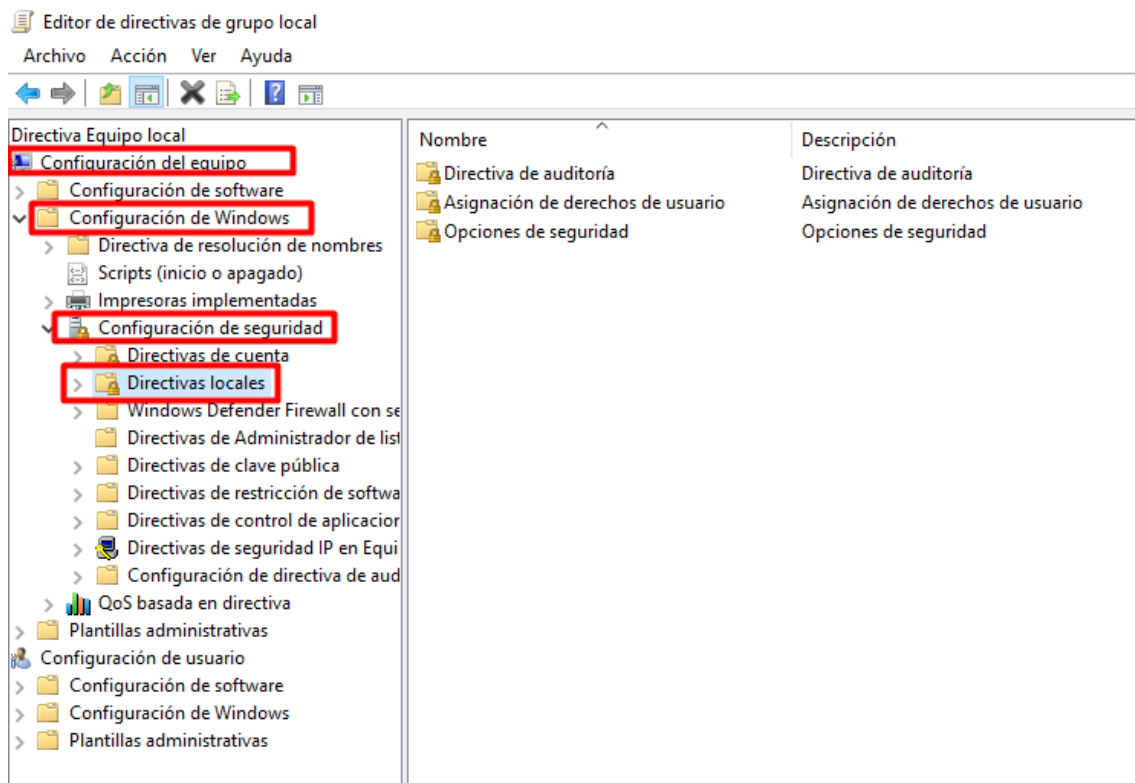 Editor de directivas de grupo local
Archivo Acción Ver Ayuda
Directiva Equipo local
Configuración del equipo
Configuración de software
Configuración de Windows
Directiva de resolución de nombres
Scripts (inicio o apagado)
Impresoras implementadas
Configuración de seguridad
Directivas de cuenta
Directivas locales
Windows Defender Firewall con se
Directivas de Administrador de list
Directivas de clave pública
Directivas de restricción de softwa
Directivas de control de aplicacion
Directivas de seguridad IP en Equi
Configuración de directiva de aud
QoS basada en directiva
Plantillas administrativas
Configuración de usuario
Configuración de software
Configuración de Windows
Plantillas administrativas
Nombre Descripción
Directiva de auditoría Directiva de auditoría
Asignación de derechos de usuario Asignación de derechos de usuario
Opciones de seguridad Opciones de seguridad